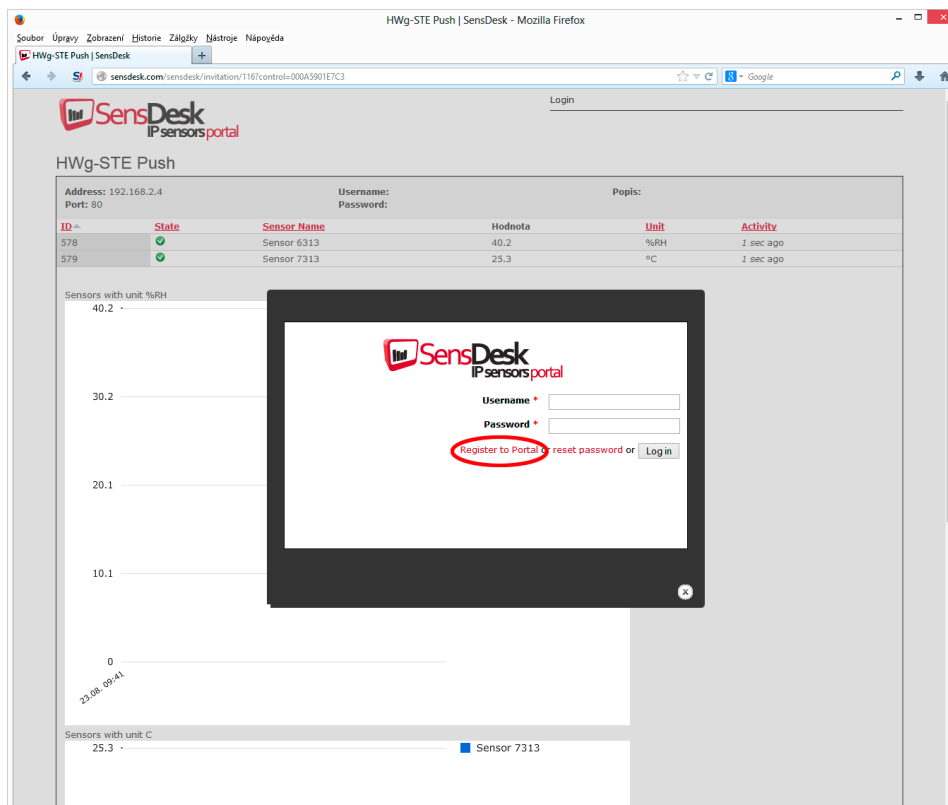 HWg-STE Push | SensDesk - Mozilla Firefox
Soubor Úpravy Zobrazení Historie Záložky Nástroje Nápověda
HWg-STE Push | SensDesk +
sensdesk.com/sensdesk/invitation/116?control=000A5901E7C3
Google
SensDesk
IP sensors portal
Login
HWg-STE Push
Address: 192.168.2.4 Username: Popis:
Port: 80 Password:
ID State Sensor Name Hodnota Unit Activity
578 Sensor 6313 40.2 %RH 1 sec ago
579 Sensor 7313 25.3 °C 1 sec ago
Sensors with unit %RH
40.2
30.2
20.1
10.1
0
23.08. 09:41
SensDesk
IP sensors portal
Username *
Password *
Register to Portal or reset password or Log in
x
Sensors with unit C
25.3
Sensor 7313